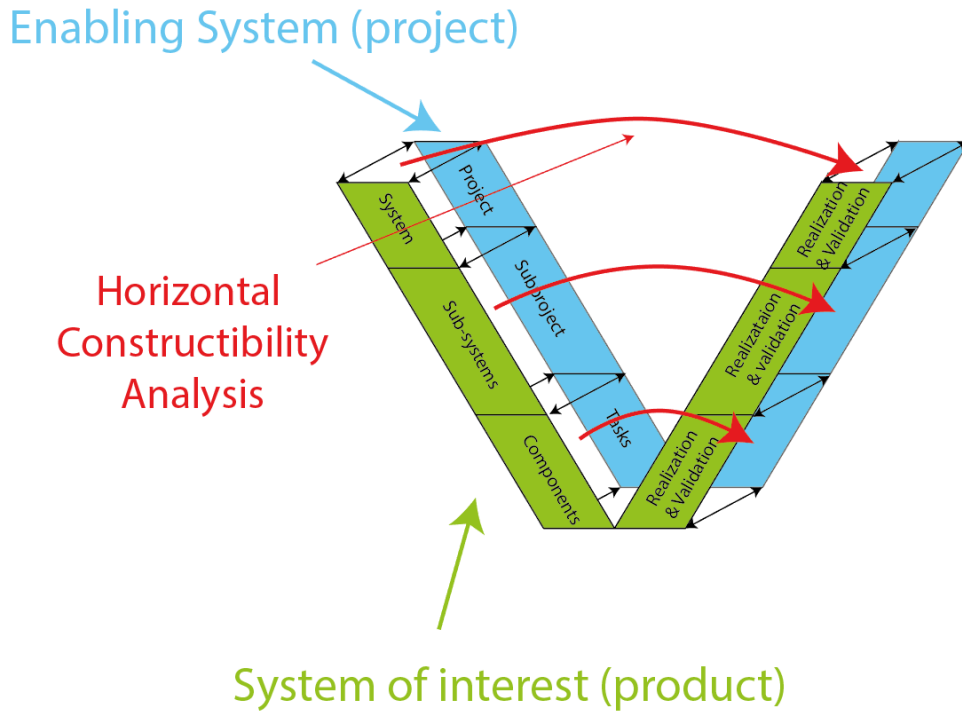 Enabling System (project)
Project
System
Realization
& Validation
Horizontal
Constructibility
Analysis
Subproject
Sub-systems
Realizataion
& validation
Tasks
Components
Realization
& Validation
System of interest (product)